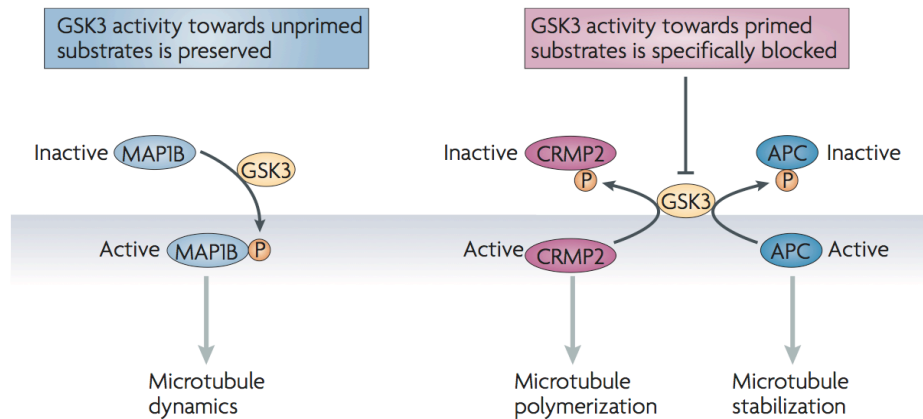 GSK3 activity towards unprimed
substrates is preserved
GSK3 activity towards primed
substrates is specifically blocked
Inactive MAP1B
GSK3
Active MAP1B P
Microtubule
dynamics
Inactive CRMP2
P
GSK3
APC Inactive
P
Active CRMP2
APC Active
Microtubule
polymerization
Microtubule
stabilization